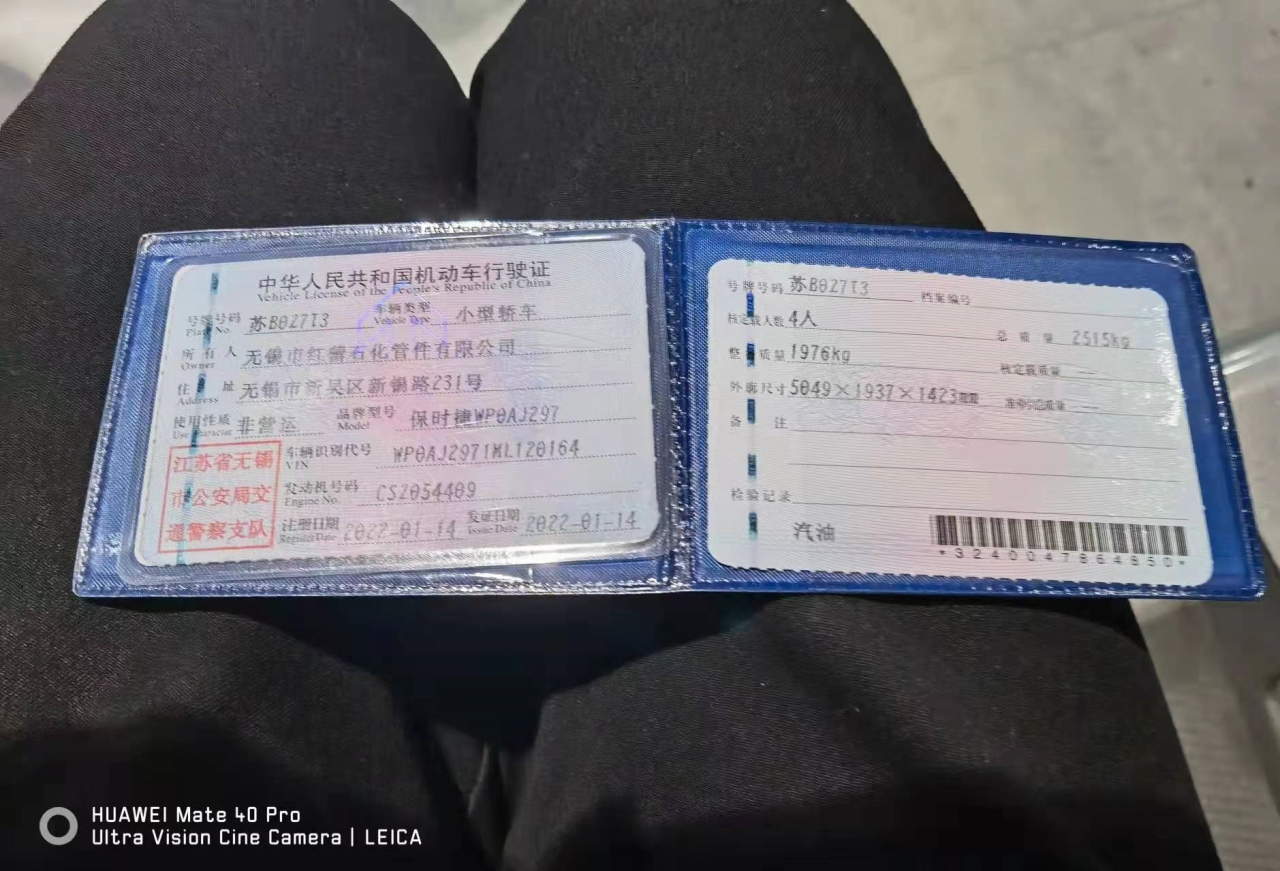 中华人民共和国机动车行驶证
Vehicle License of the People's Republic of China
号牌号码 苏B027T3 车辆类型 小型轿车
Plate No. Vehicle Type
所有人 无锡市红 石化管件有限公司
Owner
住址 无锡市新吴区新锡路231号
Address
使用性质 非营运 品牌型号 保时捷WP0AJ297
Use Character Model
江苏省无锡
市公安局交
通警察支队
车辆识别代号 WP0AJ2971ML120164
VIN
发动机号码 CSZ054409
Engine No.
注册日期 2022-01-14 发证日期 2022-01-14
Register Date Issue Date
号牌号码 苏B027T3 档案编号
核定载人数 4人 总质量 2515kg
整备质量 1976kg 核定载质量 --
外廓尺寸 5049×1937×1423mm 准牵引总质量 --
备注
检验记录
汽油
*3240047864850*
HUAWEI Mate 40 Pro
Ultra Vision Cine Camera | LEICA